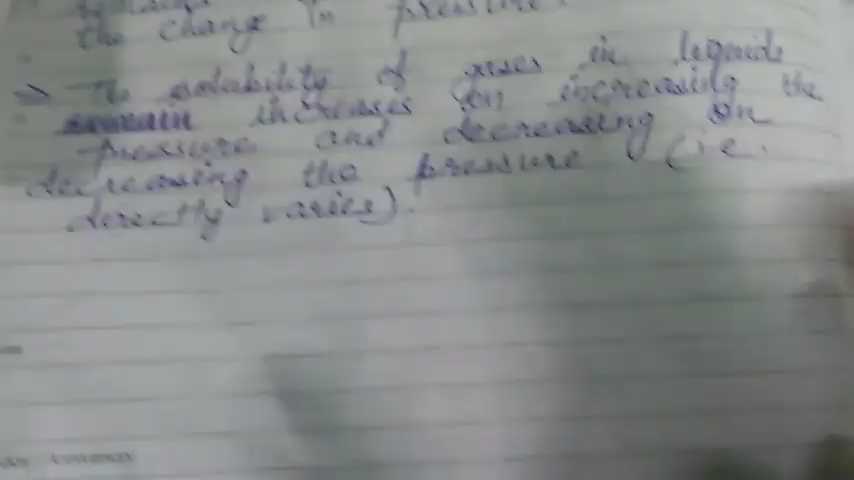 the change in pressure.
=> The solubility of gases in liquids
increases on increasing the
pressure and decreasing on
decreasing the pressure (i.e.
directly varies).